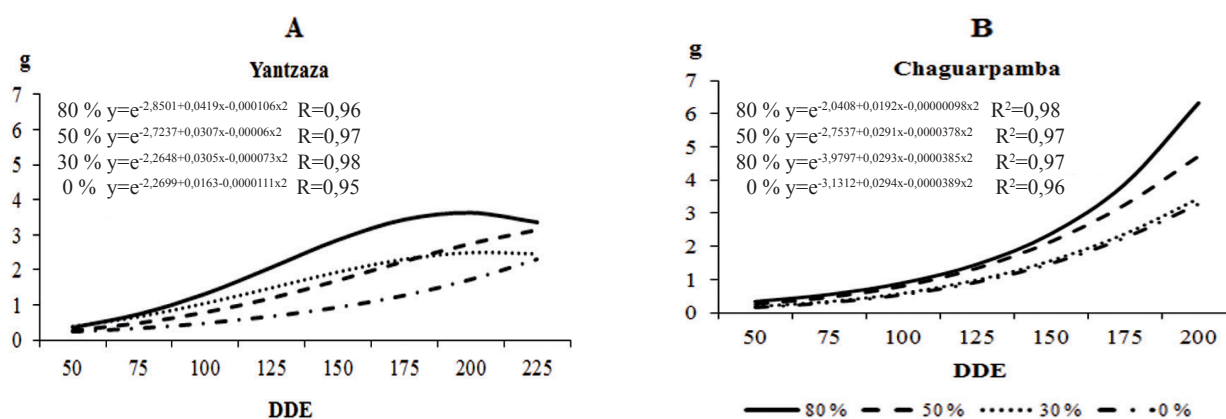 A
g
Yantzaza
7
80 % y=e-2,8501+0,0419x-0,000106x2 R=0,96
6
50 % y=e-2,7237+0,0307x-0,00006x2 R=0,97
5
30 % y=e-2,2648+0,0305x-0,000073x2 R=0,98
0 % y=e-2,2699+0,0163-0,0000111x2 R=0,95
4
3
2
1
0
50 75 100 125 150 175 200 225
DDE
B
g
Chaguarpamba
7
80 % y=e-2,0408+0,0192x-0,00000098x2 R2=0,98
6
50 % y=e-2,7537+0,0291x-0,0000378x2 R2=0,97
5
80 % y=e-3,9797+0,0293x-0,0000385x2 R2=0,97
4
0 % y=e-3,1312+0,0294x-0,0000389x2 R2=0,96
3
2
1
0
50 75 100 125 150 175 200
DDE
80 % 50 % 30 % 0 %